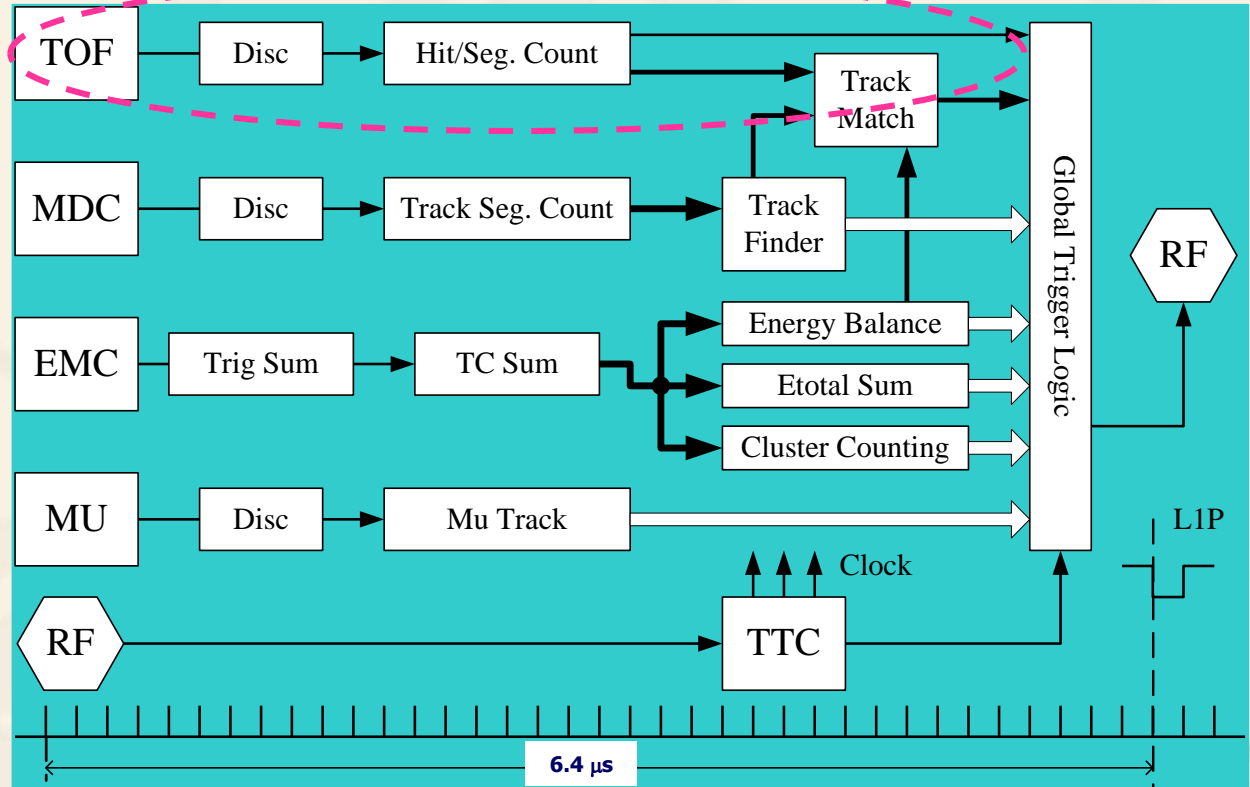 TOF
Disc
Hit/Seg. Count
Track
Match
MDC
Disc
Track Seg. Count
Track
Finder
Global Trigger Logic
RF
EMC
Trig Sum
TC Sum
Energy Balance
Etotal Sum
Cluster Counting
MU
Disc
Mu Track
L1P
Clock
RF
TTC
6.4 μs